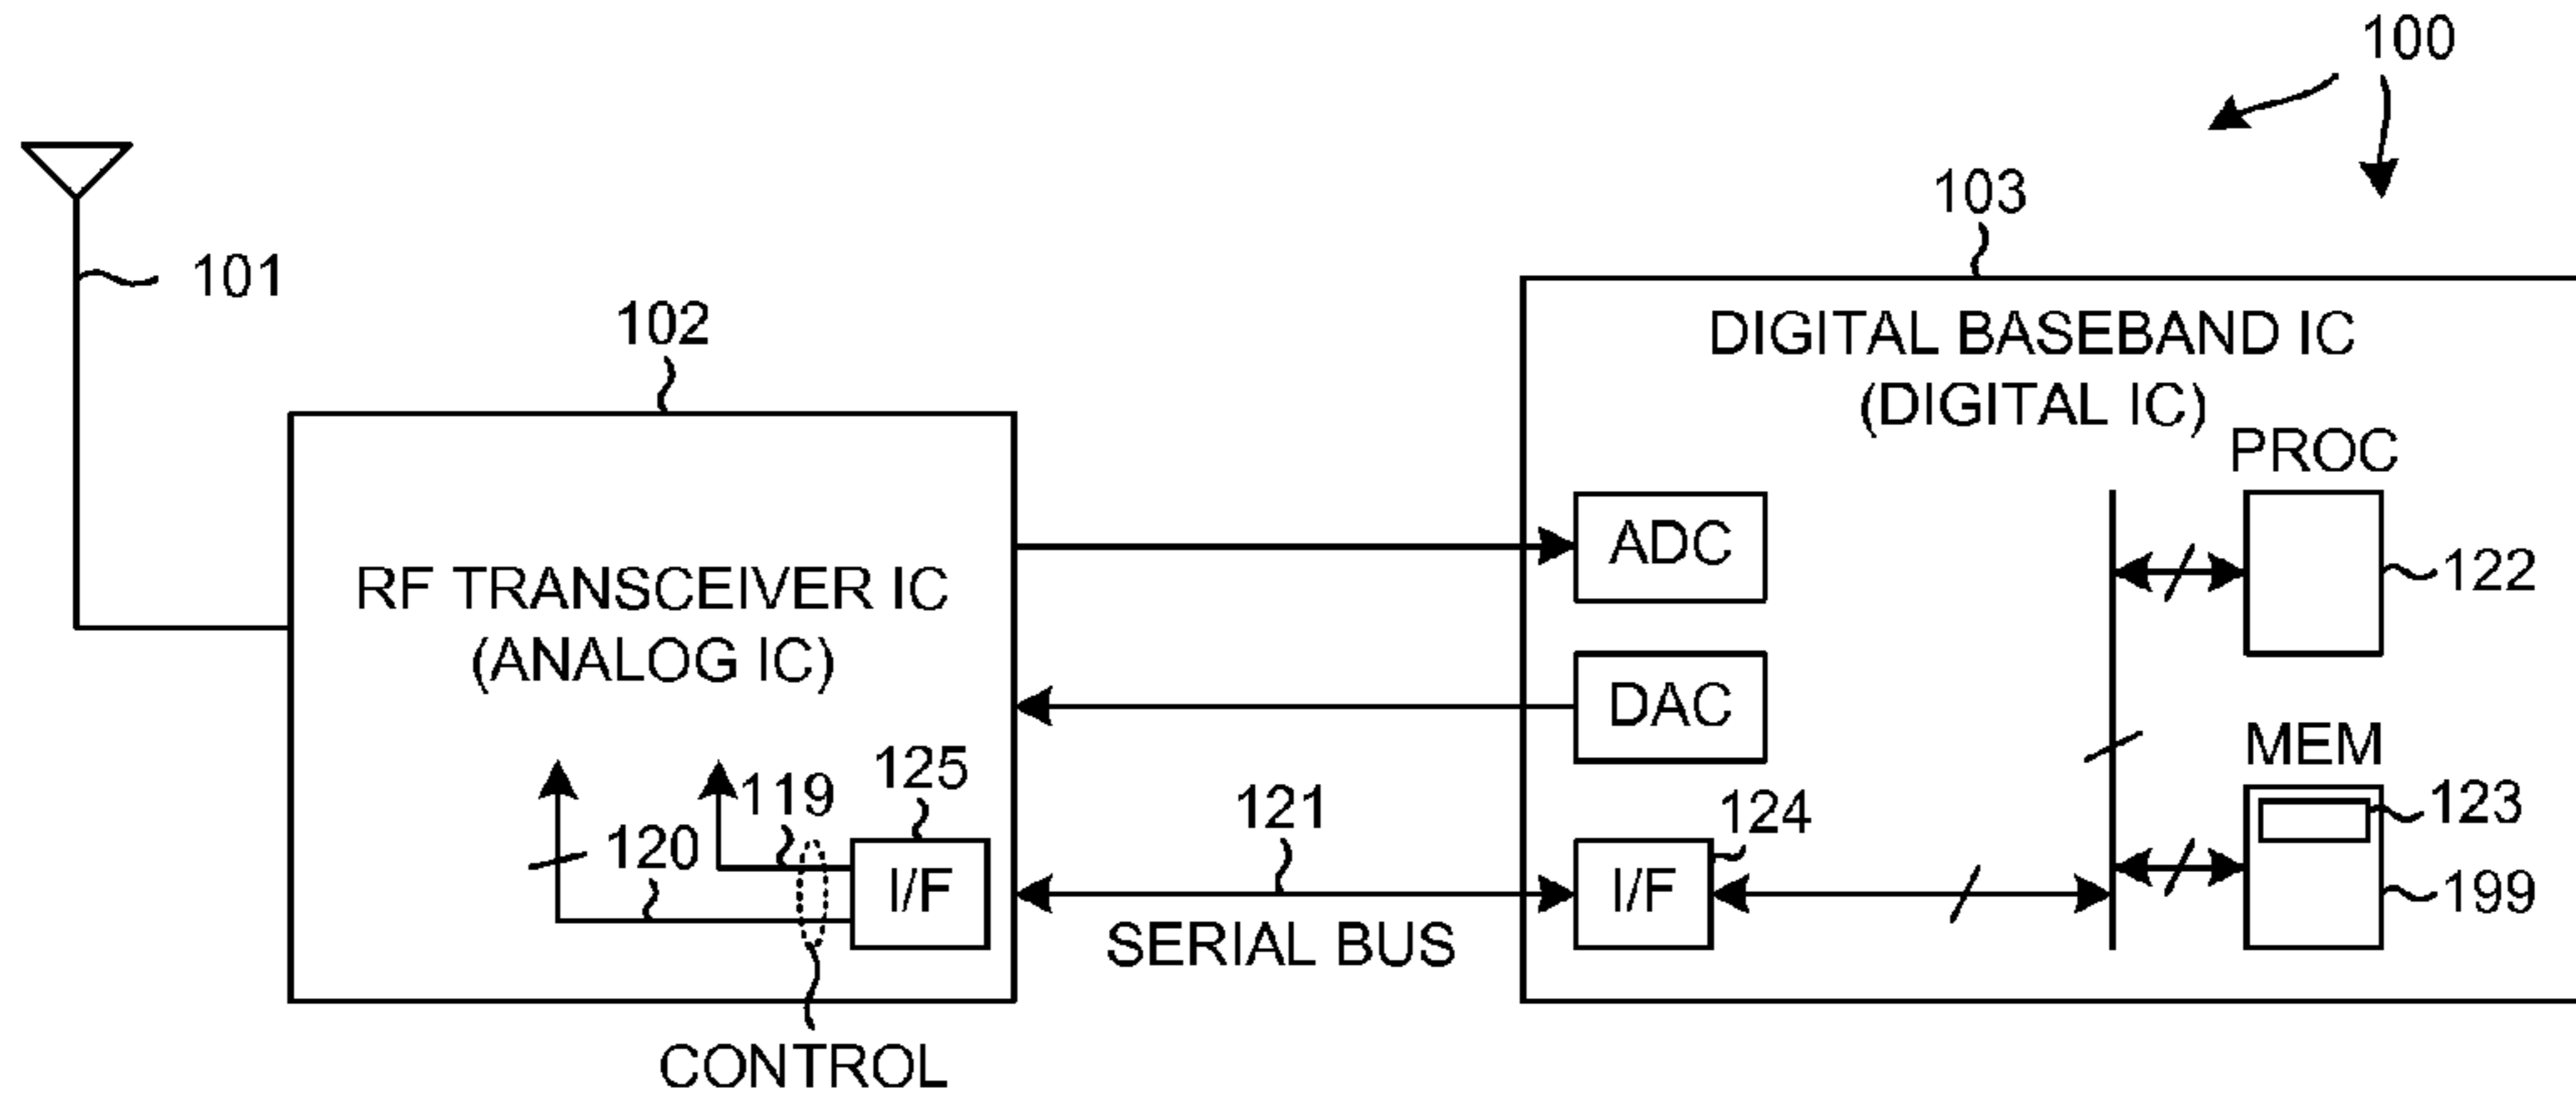 100
103
101
102
DIGITAL BASEBAND IC
(DIGITAL IC)
PROC
ADC
122
RF TRANSCEIVER IC
(ANALOG IC)
DAC
MEM
125
119
120
121
124
123
I/F
I/F
199
SERIAL BUS
CONTROL